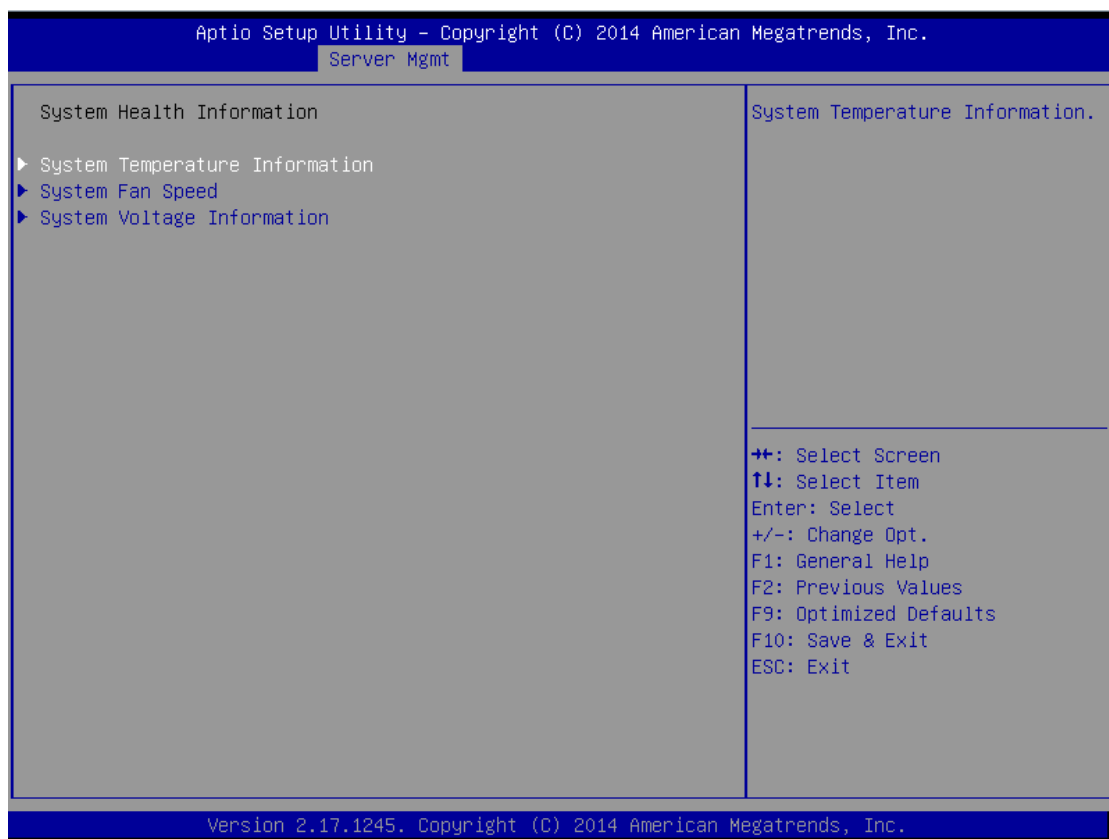 Aptio Setup Utility – Copyright (C) 2014 American Megatrends, Inc.
Server Mgmt
System Health Information
▶ System Temperature Information
▶ System Fan Speed
▶ System Voltage Information
System Temperature Information.
→←: Select Screen
↑↓: Select Item
Enter: Select
+/-: Change Opt.
F1: General Help
F2: Previous Values
F9: Optimized Defaults
F10: Save & Exit
ESC: Exit
Version 2.17.1245. Copyright (C) 2014 American Megatrends, Inc.